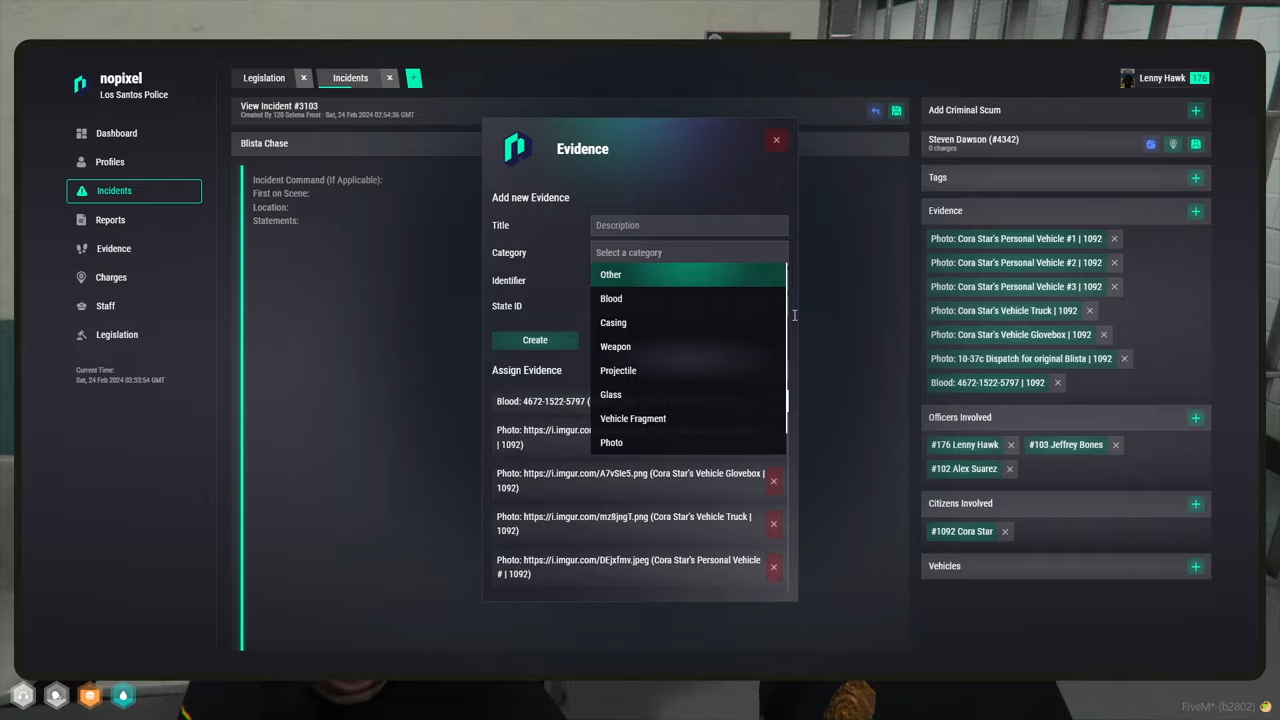 nopixel
Los Santos Police
Dashboard
Profiles
Incidents
Reports
Evidence
Charges
Staff
Legislation
Current Time:
Sat, 24 Feb 2024 03:33:54 GMT
Legislation
Incidents
+
Lenny Hawk 176
View Incident #3103
Created By 120 Selena Frost - Sat, 24 Feb 2024 02:54:36 GMT
Blista Chase
Incident Command (If Applicable):
First on Scene:
Location:
Statements:
Evidence
Add new Evidence
Title
Description
Category
Select a category
Identifier
State ID
Other
Blood
Casing
Weapon
Projectile
Glass
Vehicle Fragment
Photo
Create
Assign Evidence
Blood: 4672-1522-5797 (
Photo: https://i.imgur.co
| 1092)
Photo: https://i.imgur.com/A7vSIe5.png (Cora Star's Vehicle Glovebox |
1092)
Photo: https://i.imgur.com/mz8jngT.png (Cora Star's Vehicle Truck |
1092)
Photo: https://i.imgur.com/DEjxfmv.jpeg (Cora Star's Personal Vehicle
# | 1092)
Add Criminal Scum
Steven Dawson (#4342)
0 charges
Tags
Evidence
Photo: Cora Star's Personal Vehicle #1 | 1092
Photo: Cora Star's Personal Vehicle #2 | 1092
Photo: Cora Star's Personal Vehicle #3 | 1092
Photo: Cora Star's Vehicle Truck | 1092
Photo: Cora Star's Vehicle Glovebox | 1092
Photo: 10-37c Dispatch for original Blista | 1092
Blood: 4672-1522-5797 | 1092
Officers Involved
#176 Lenny Hawk
#103 Jeffrey Bones
#102 Alex Suarez
Citizens Involved
#1092 Cora Star
Vehicles
FiveM* (b2802)